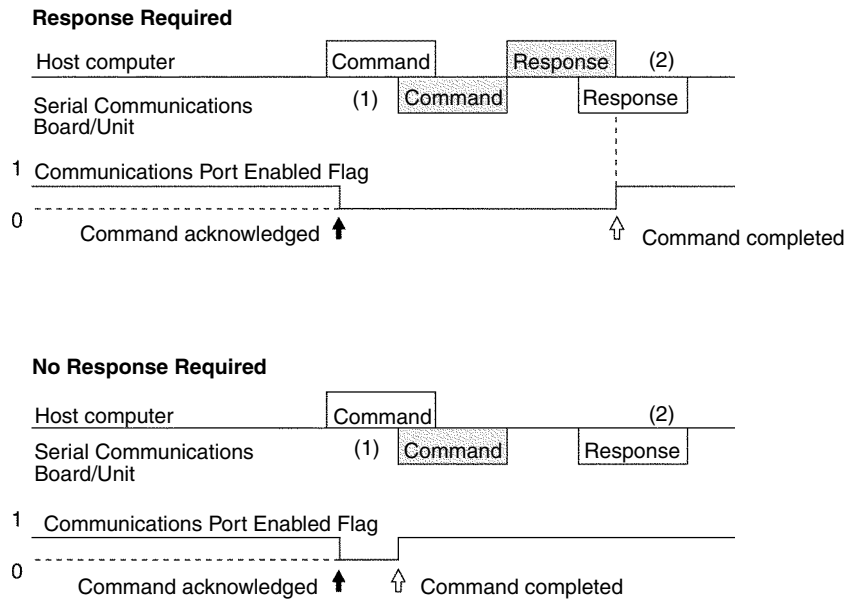 Response Required
Host computer
Command
Response
(2)
Serial Communications
Board/Unit
(1)
Command
Response
1
Communications Port Enabled Flag
0
Command acknowledged
Command completed
No Response Required
Host computer
Command
(2)
Serial Communications
Board/Unit
(1)
Command
Response
1
Communications Port Enabled Flag
0
Command acknowledged
Command completed